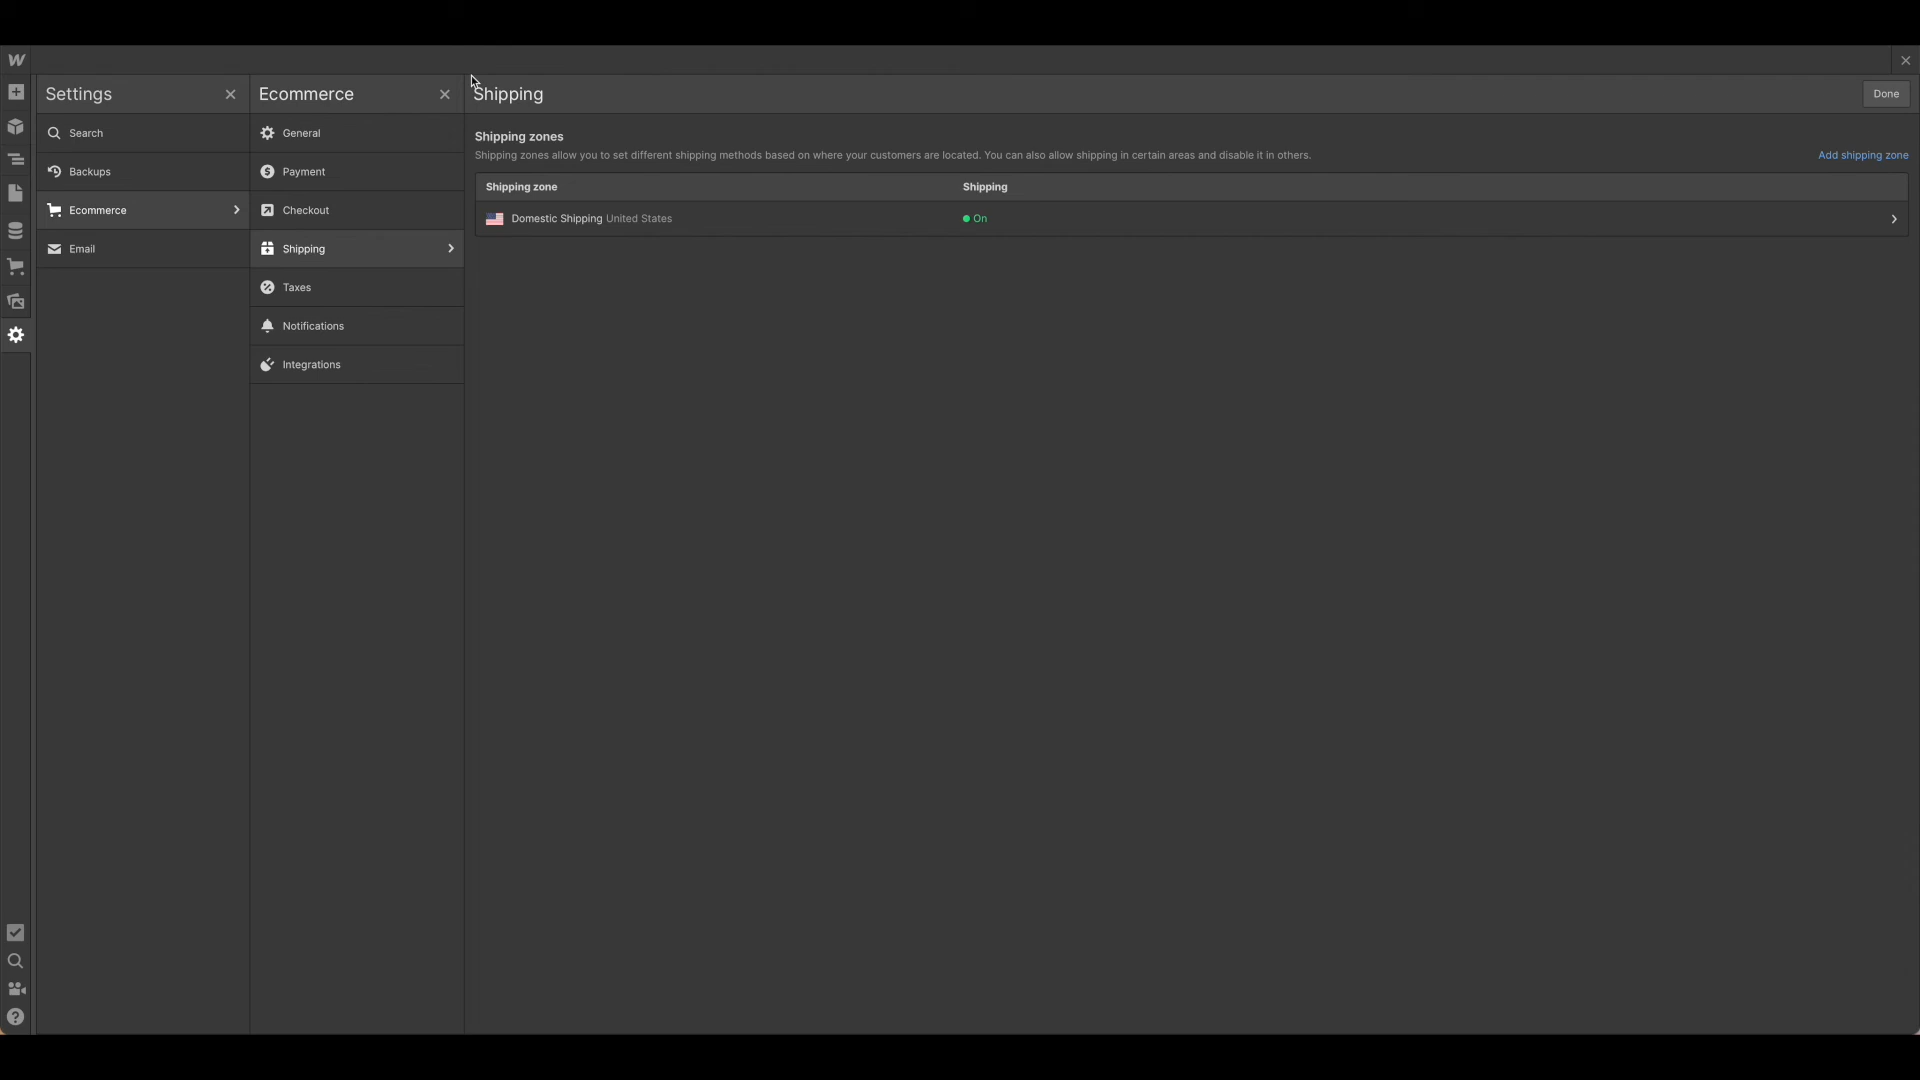 W
Settings
Ecommerce
Shipping
Done
Search
Backups
Ecommerce
Email
General
Payment
Checkout
Shipping
Taxes
Notifications
Integrations
Shipping zones
Shipping zones allow you to set different shipping methods based on where your customers are located. You can also allow shipping in certain areas and disable it in others.
Add shipping zone
Shipping zone Shipping
Domestic Shipping United States On